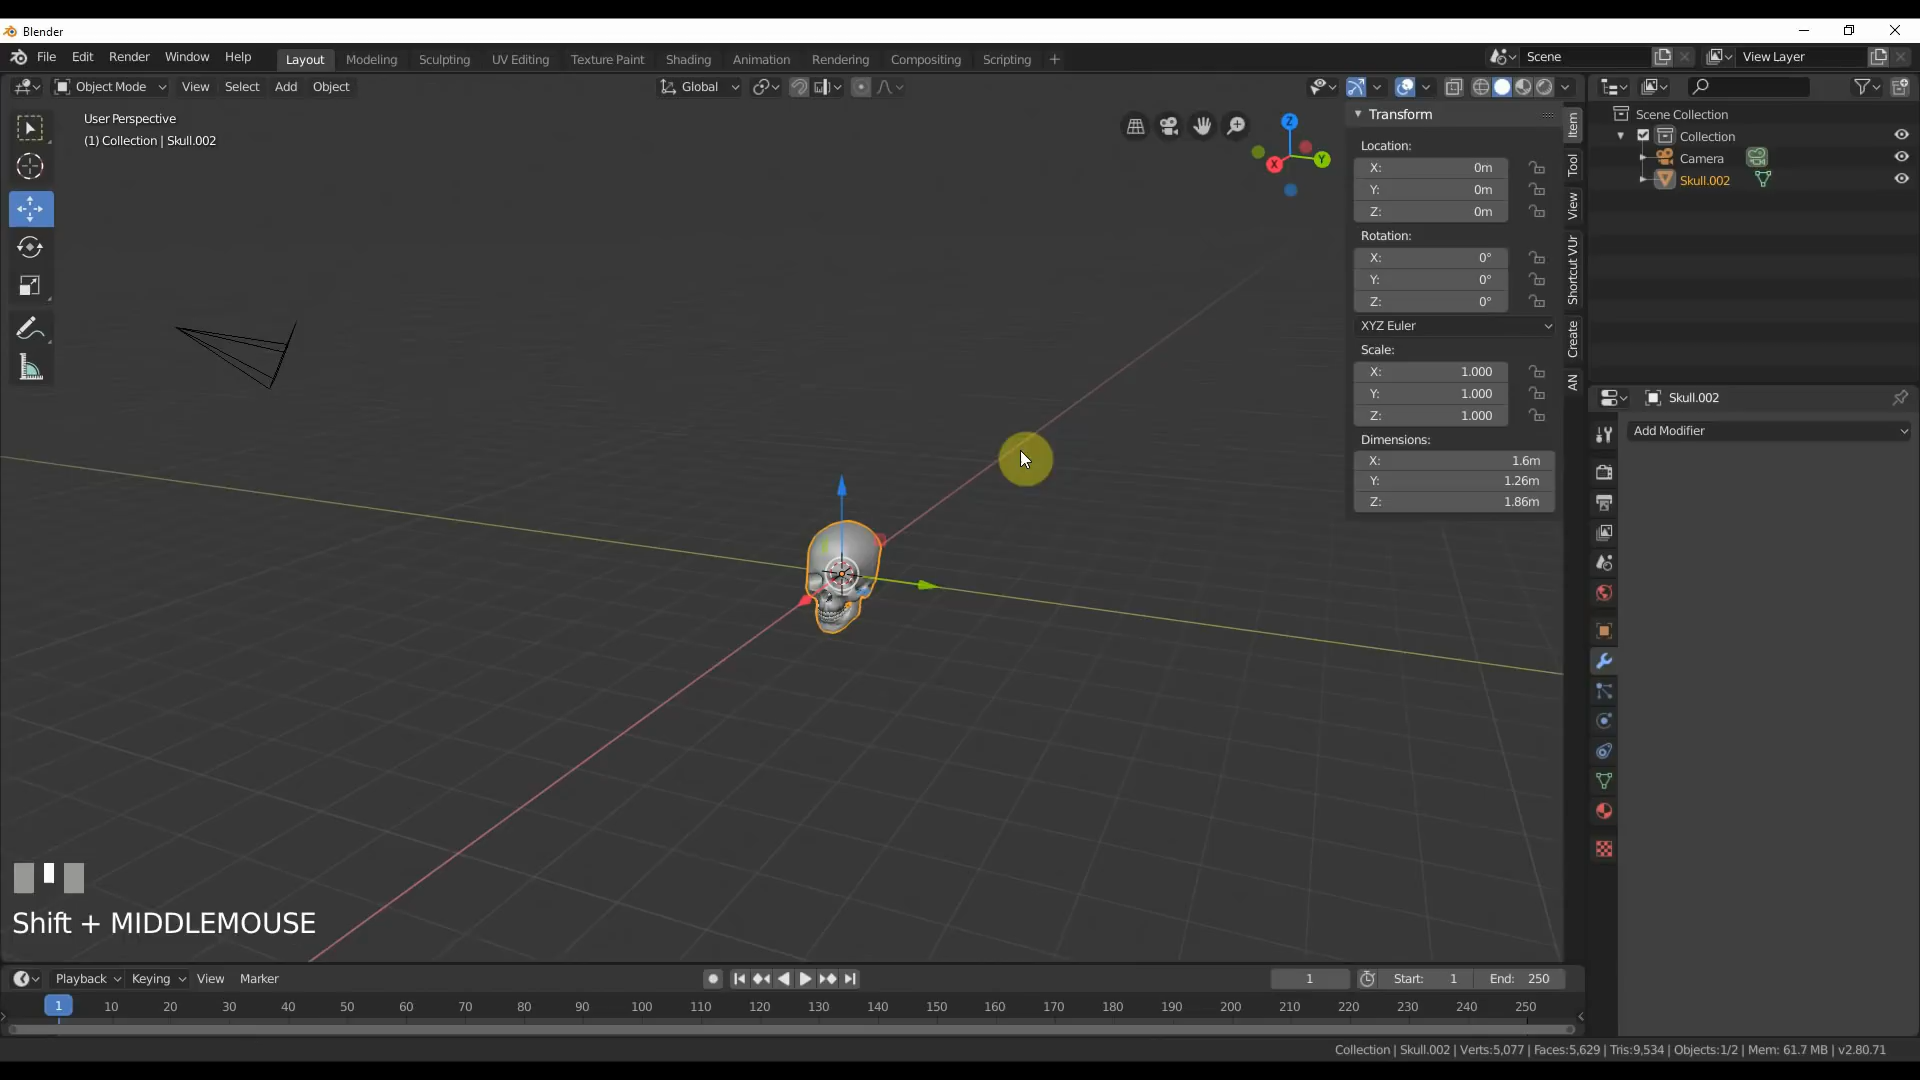 Blender
File Edit Render Window Help Layout Modeling Sculpting UV Editing Texture Paint Shading Animation Rendering Compositing Scripting + Scene View Layer
Object Mode View Select Add Object Global
User Perspective
(1) Collection | Skull.002
Z
Y
X
Transform
Location:
X: 0m
Y: 0m
Z: 0m
Rotation:
X: 0°
Y: 0°
Z: 0°
XYZ Euler
Scale:
X: 1.000
Y: 1.000
Z: 1.000
Dimensions:
X: 1.6m
Y: 1.26m
Z: 1.86m
Item
Tool
View
Shortcut VUr
Create
AN
Scene Collection
Collection
Camera
Skull.002
Skull.002
Add Modifier
Shift + MIDDLEMOUSE
Playback Keying View Marker 1 Start: 1 End: 250
1 10 20 30 40 50 60 70 80 90 100 110 120 130 140 150 160 170 180 190 200 210 220 230 240 250
Collection | Skull.002 | Verts:5,077 | Faces:5,629 | Tris:9,534 | Objects:1/2 | Mem: 61.7 MB | v2.80.71